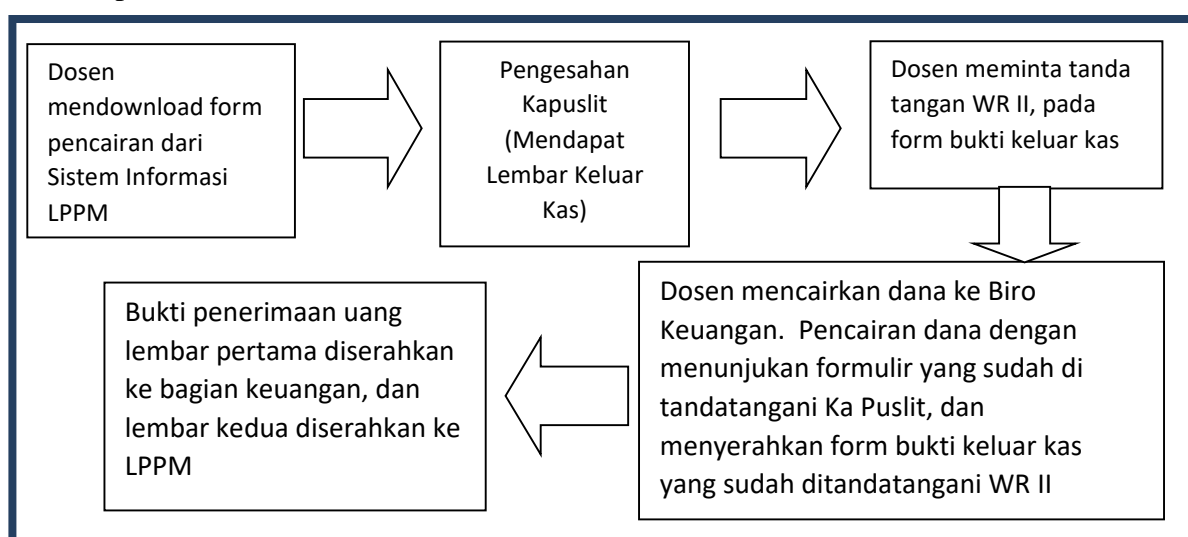 Dosen
mendownload form
pencairan dari
Sistem Informasi
LPPM
Pengesahan
Kapuslit
(Mendapat
Lembar Keluar
Kas)
Dosen meminta tanda
tangan WR II, pada
form bukti keluar kas
Dosen mencairkan dana ke Biro
Keuangan. Pencairan dana dengan
menunjukan formulir yang sudah di
tandatangani Ka Puslit, dan
menyerahkan form bukti keluar kas
yang sudah ditandatangani WR II
Bukti penerimaan uang
lembar pertama diserahkan
ke bagian keuangan, dan
lembar kedua diserahkan ke
LPPM